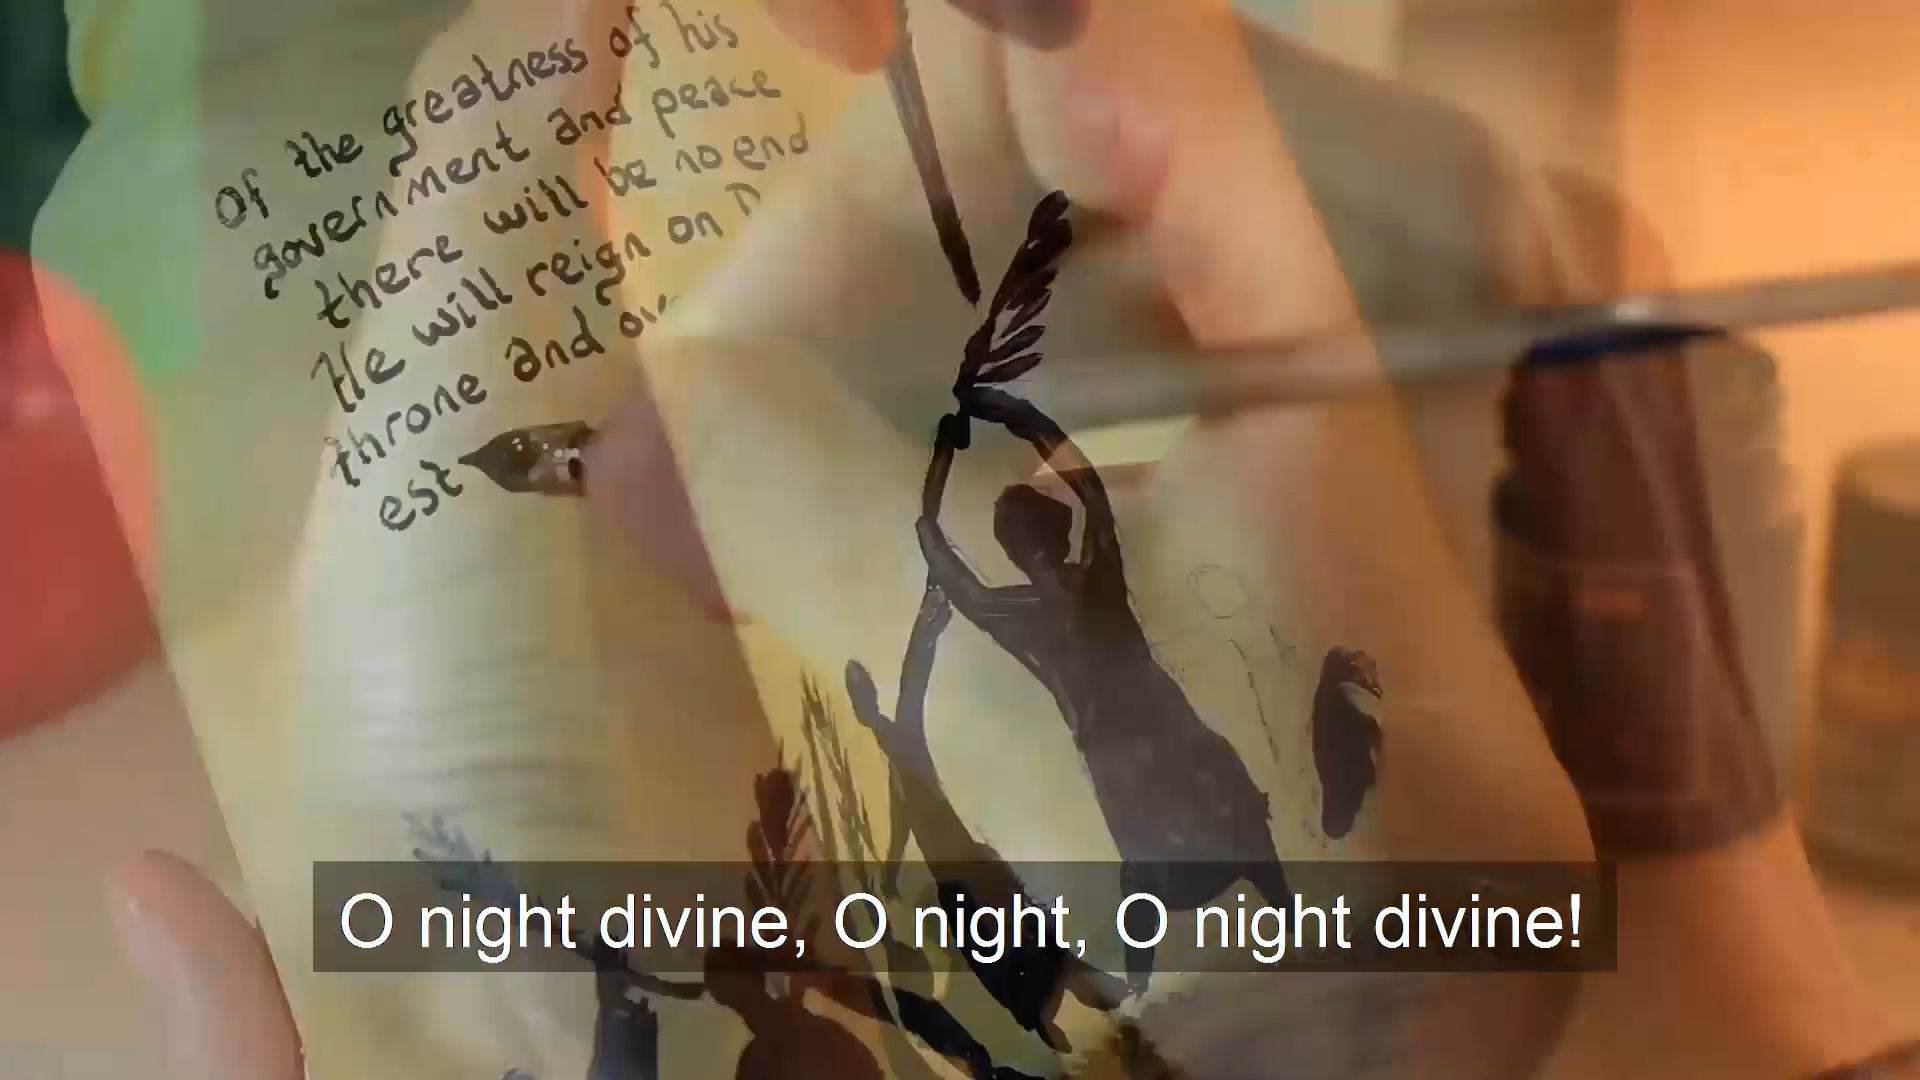 Of the greatness of his
government and peace
there will be no end
He will reign on
throne and
est
O night divine, O night, O night divine!